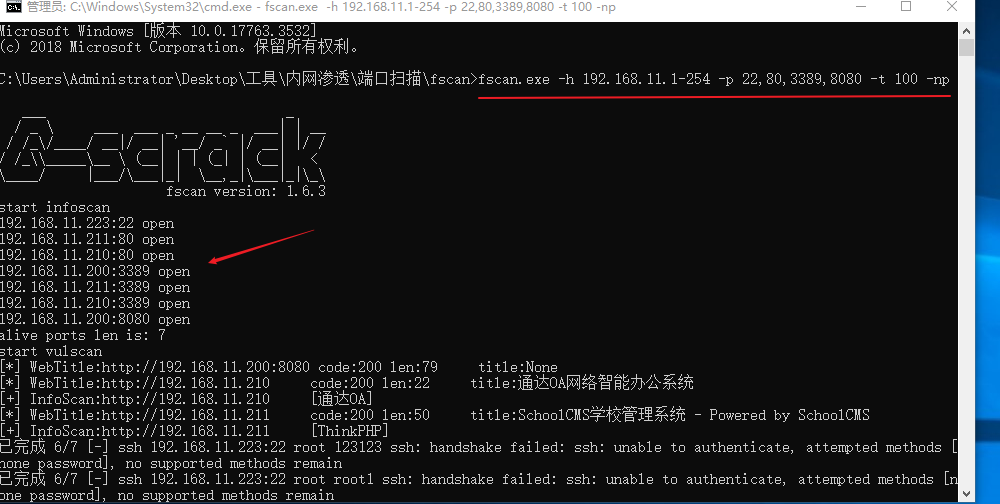 管理员: C:\Windows\System32\cmd.exe - fscan.exe  -h 192.168.11.1-254 -p 22,80,3389,8080 -t 100 -np
Microsoft Windows [版本 10.0.17763.3532]
(c) 2018 Microsoft Corporation。保留所有权利。
C:\Users\Administrator\Desktop\工具\内网渗透\端口扫描\fscan>fscan.exe -h 192.168.11.1-254 -p 22,80,3389,8080 -t 100 -np
fscan version: 1.6.3
start infoscan
192.168.11.223:22 open
192.168.11.211:80 open
192.168.11.210:80 open
192.168.11.200:3389 open
192.168.11.211:3389 open
192.168.11.210:3389 open
192.168.11.200:8080 open
alive ports len is: 7
start vulscan
[*] WebTitle:http://192.168.11.200:8080 code:200 len:79     title:None
[*] WebTitle:http://192.168.11.210     code:200 len:22     title:通达OA网络智能办公系统
[+] InfoScan:http://192.168.11.210     [通达OA]
[*] WebTitle:http://192.168.11.211     code:200 len:50     title:SchoolCMS学校管理系统 - Powered by SchoolCMS
[+] InfoScan:http://192.168.11.211     [ThinkPHP]
已完成 6/7 [-] ssh 192.168.11.223:22 root 123123 ssh: handshake failed: ssh: unable to authenticate, attempted methods [
none password], no supported methods remain
已完成 6/7 [-] ssh 192.168.11.223:22 root root1 ssh: handshake failed: ssh: unable to authenticate, attempted methods [n
one password], no supported methods remain